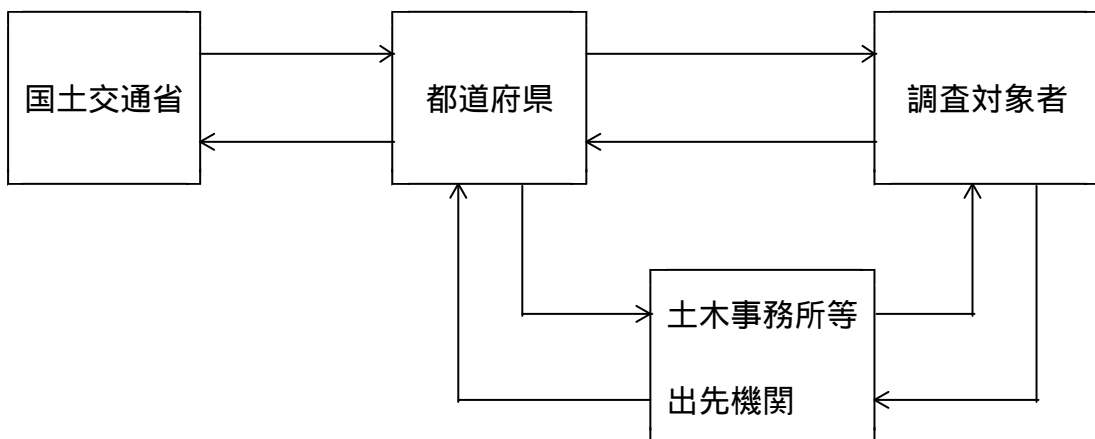 国土交通省
都道府県
調査対象者
土木事務所等
出先機関